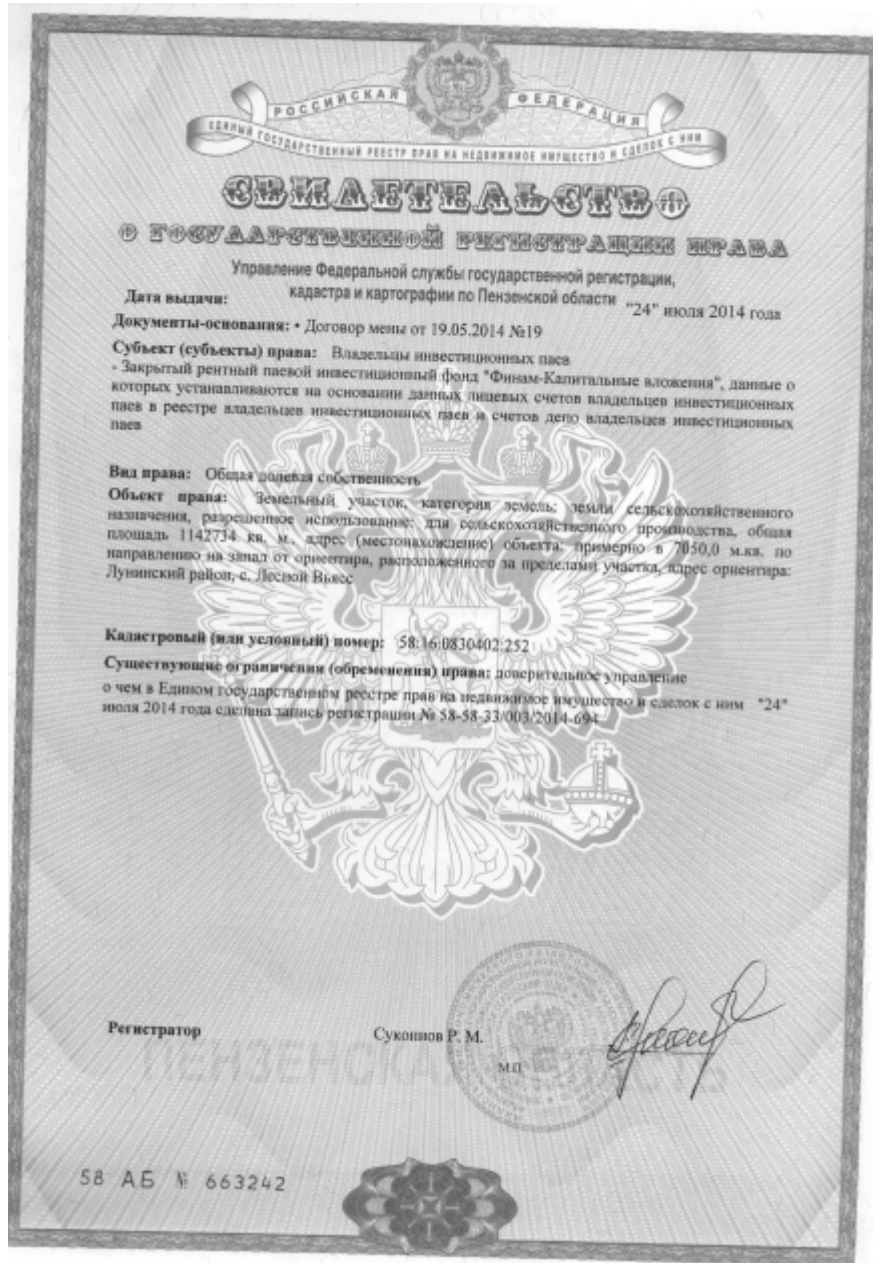 РОССИЙСКАЯ ФЕДЕРАЦИЯ
ЕДИНЫЙ ГОСУДАРСТВЕННЫЙ РЕЕСТР ПРАВ НА НЕДВИЖИМОЕ ИМУЩЕСТВО И СДЕЛОК С НИМ
СВИДЕТЕЛЬСТВО
О ГОСУДАРСТВЕННОЙ РЕГИСТРАЦИИ ПРАВА
Управление Федеральной службы государственной регистрации,
кадастра и картографии по Пензенской области
Дата выдачи: "24" июля 2014 года
Документы-основания: • Договор мены от 19.05.2014 №19
Субъект (субъекты) права: Владельцы инвестиционных паев
- Закрытый рентный паевой инвестиционный фонд "Финам-Капитальные вложения", данные о
которых устанавливаются на основании данных лицевых счетов владельцев инвестиционных
паев в реестре владельцев инвестиционных паев и счетов депо владельцев инвестиционных
паев
Вид права: Общая долевая собственность
Объект права: Земельный участок, категория земель: земли сельскохозяйственного
назначения, разрешенное использование: для сельскохозяйственного производства, общая
площадь 1142734 кв. м., адрес (местонахождение) объекта: примерно в 7050,0 м.кв. по
направлению на запад от ориентира, расположенного за пределами участка, адрес ориентира:
Лунинский район, с. Лесной Вьясс
Кадастровый (или условный) номер: 58:16:0830402:252
Существующие ограничения (обременения) права: доверительное управление
о чем в Едином государственном реестре прав на недвижимое имущество и сделок с ним "24"
июля 2014 года сделана запись регистрации № 58-58-33/003/2014-694
Регистратор Суконнов Р. М.
М.П.
ПЕНЗЕНСКАЯ ОБЛАСТЬ
58 АБ № 663242